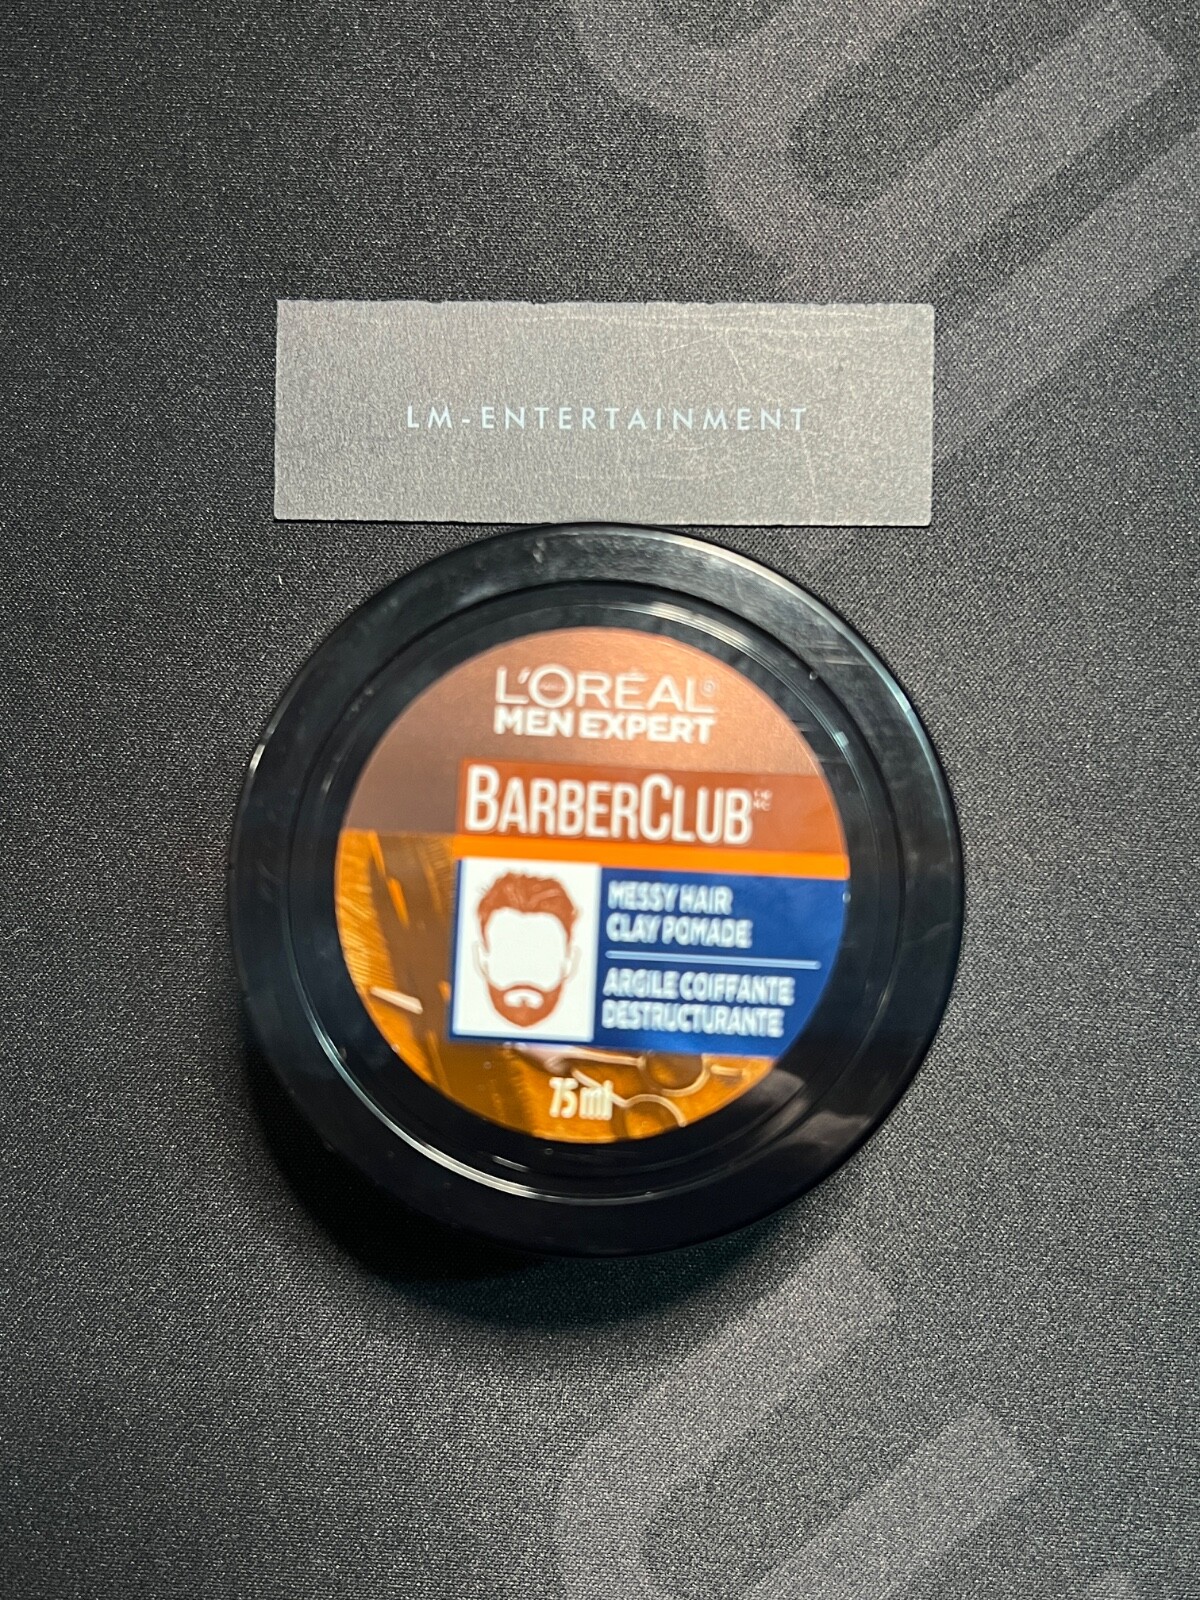 LM-ENTERTAINMENT
L'ORÉAL
MEN EXPERT
BARBERCLUB
MESSY HAIR
CLAY POMADE
ARGILE COIFFANTE
DESTRUCTURANTE
75 ml